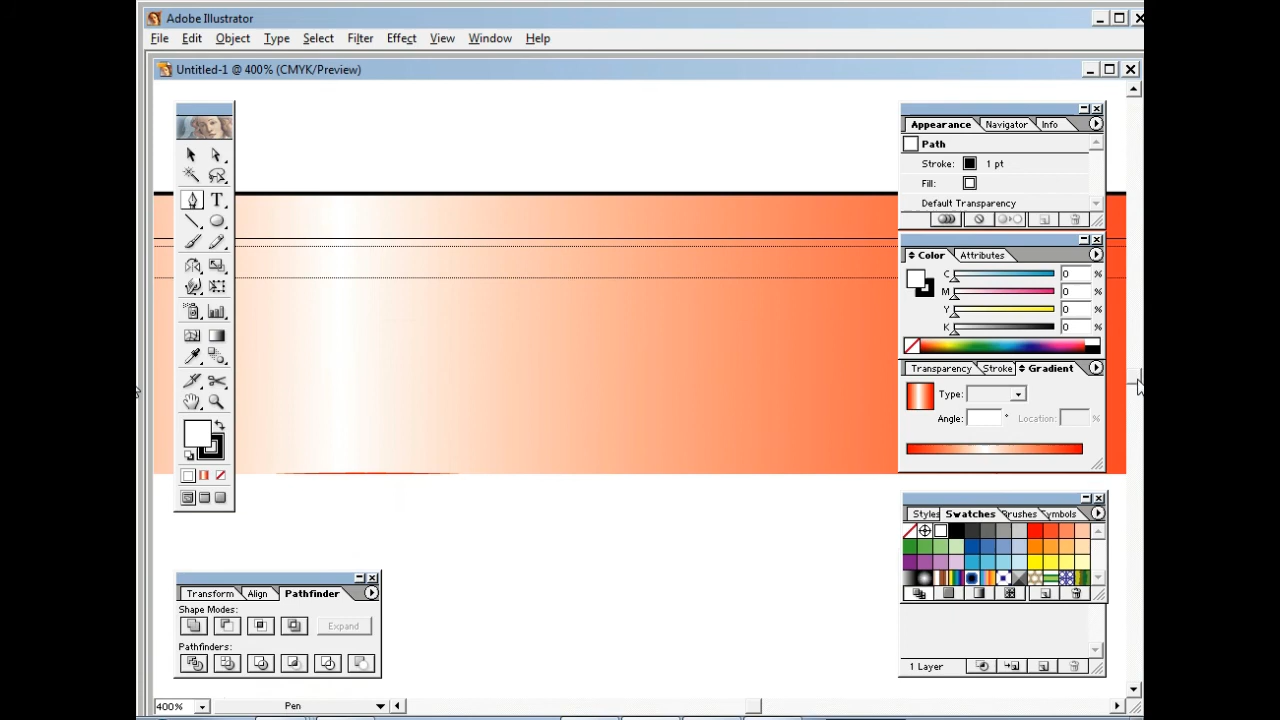 Adobe Illustrator
File Edit Object Type Select Filter Effect View Window Help
Untitled-1 @ 400% (CMYK/Preview)
Appearance Navigator Info
Path
Stroke: 1 pt
Fill:
Default Transparency
Color Attributes
C 0 %
M 0 %
Y 0 %
K 0 %
Transparency Stroke Gradient
Type:
Angle: ° Location: %
Styles Swatches Brushes Symbols
Transform Align Pathfinder
Shape Modes:
Expand
Pathfinders:
1 Layer
400% Pen